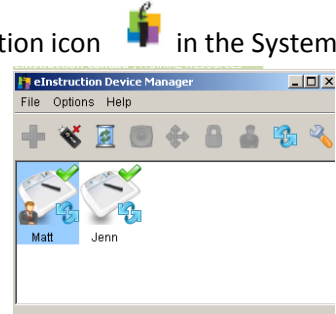 tion icon in the System
eInstruction Device Manager
File Options Help
Matt Jenn